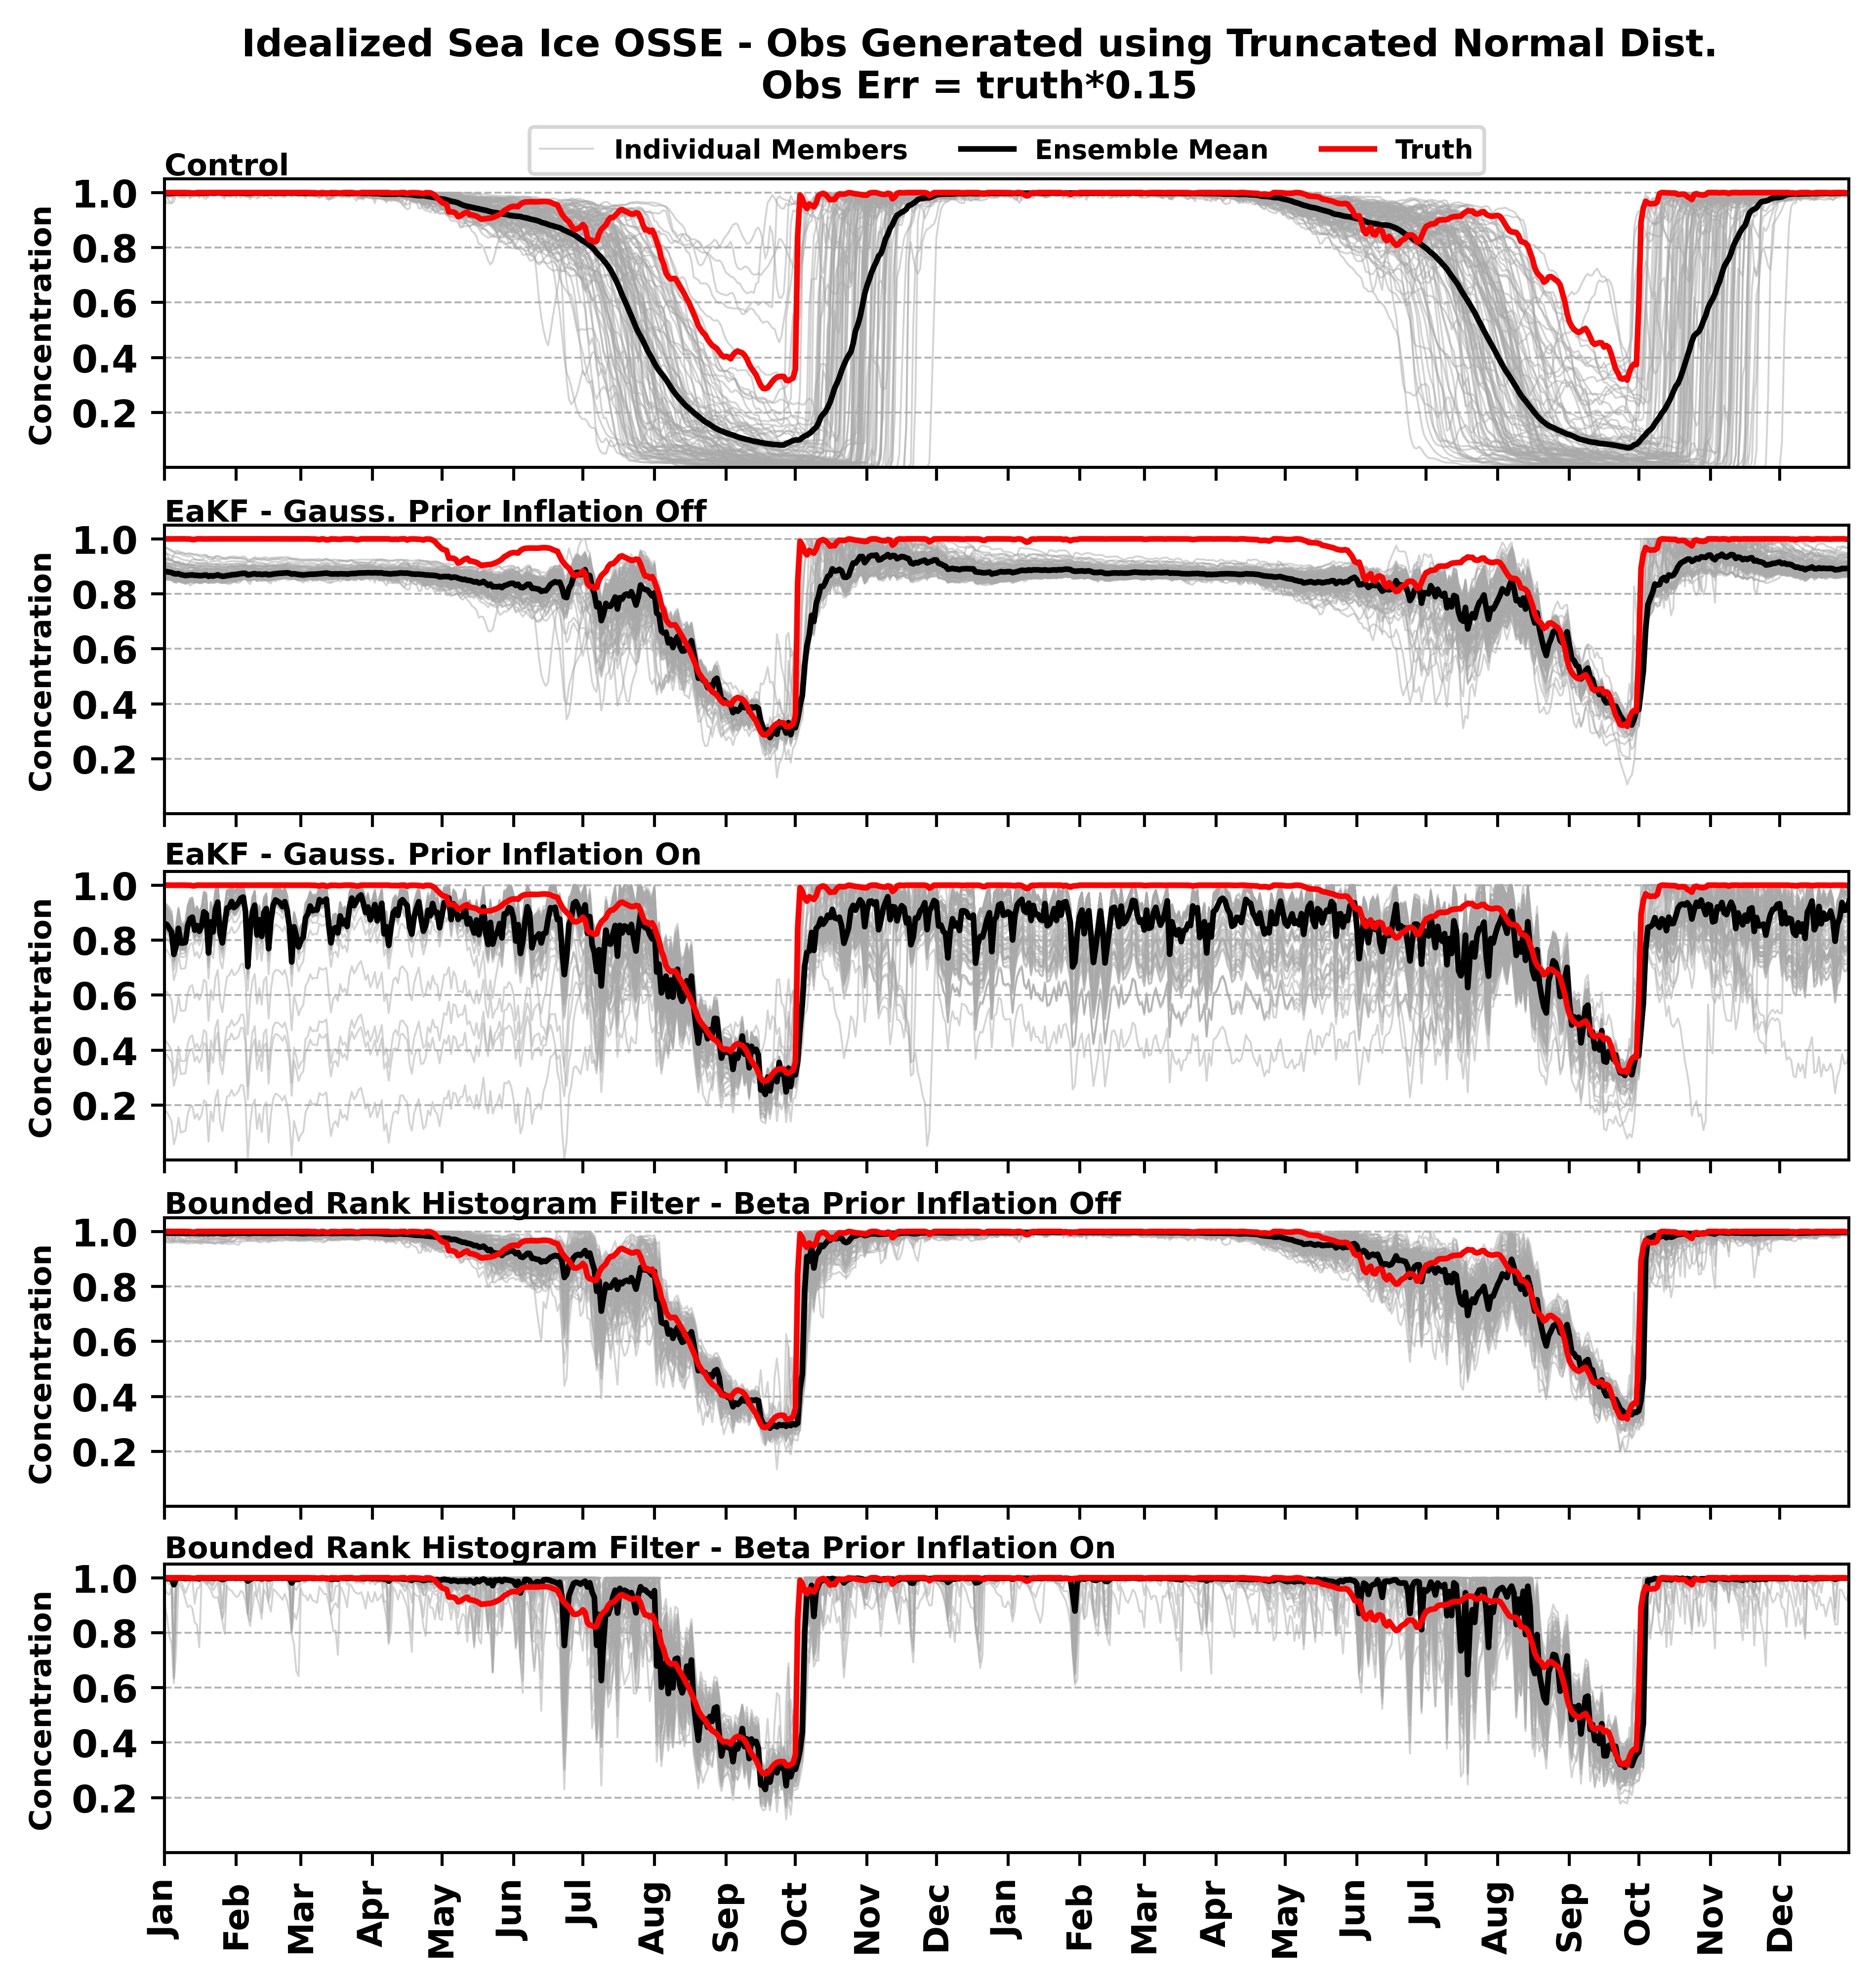 Idealized Sea Ice OSSE - Obs Generated using Truncated Normal Dist.
Obs Err = truth*0.15
Individual Members Ensemble Mean Truth
Control
Concentration
1.0
0.8
0.6
0.4
0.2
EaKF - Gauss. Prior Inflation Off
Concentration
1.0
0.8
0.6
0.4
0.2
EaKF - Gauss. Prior Inflation On
Concentration
1.0
0.8
0.6
0.4
0.2
Bounded Rank Histogram Filter - Beta Prior Inflation Off
Concentration
1.0
0.8
0.6
0.4
0.2
Bounded Rank Histogram Filter - Beta Prior Inflation On
Concentration
1.0
0.8
0.6
0.4
0.2
Jan Feb Mar Apr May Jun Jul Aug Sep Oct Nov Dec Jan Feb Mar Apr May Jun Jul Aug Sep Oct Nov Dec